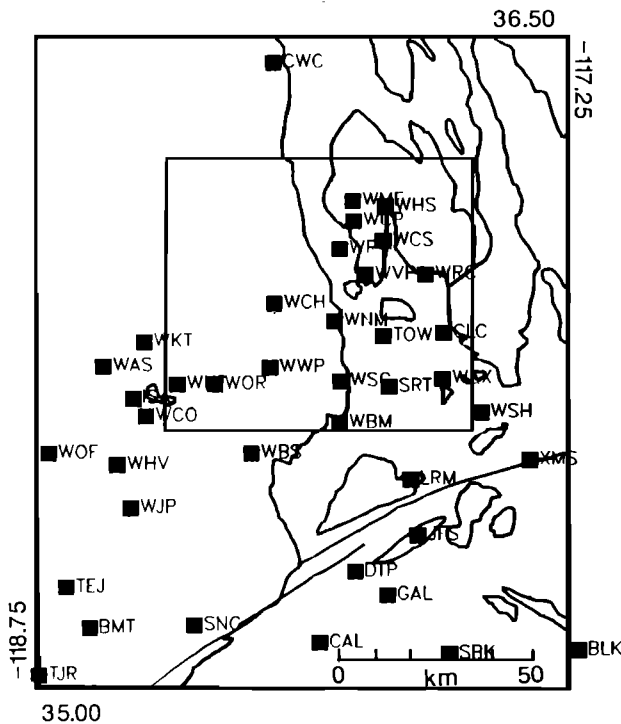 36.50
-117.25
CWC
WHS
WCS
WRC
WCH
WNM
TOW
CLC
WKT
WAS
WWP
WOR
WSC
SRT
WSH
WCO
WBM
WOF
WHV
WBS
XMS
LRM
WJP
DTP
TEJ
GAL
BMT
SNC
CAL
SBK
BLK
TJR
0 50
km
-118.75
35.00